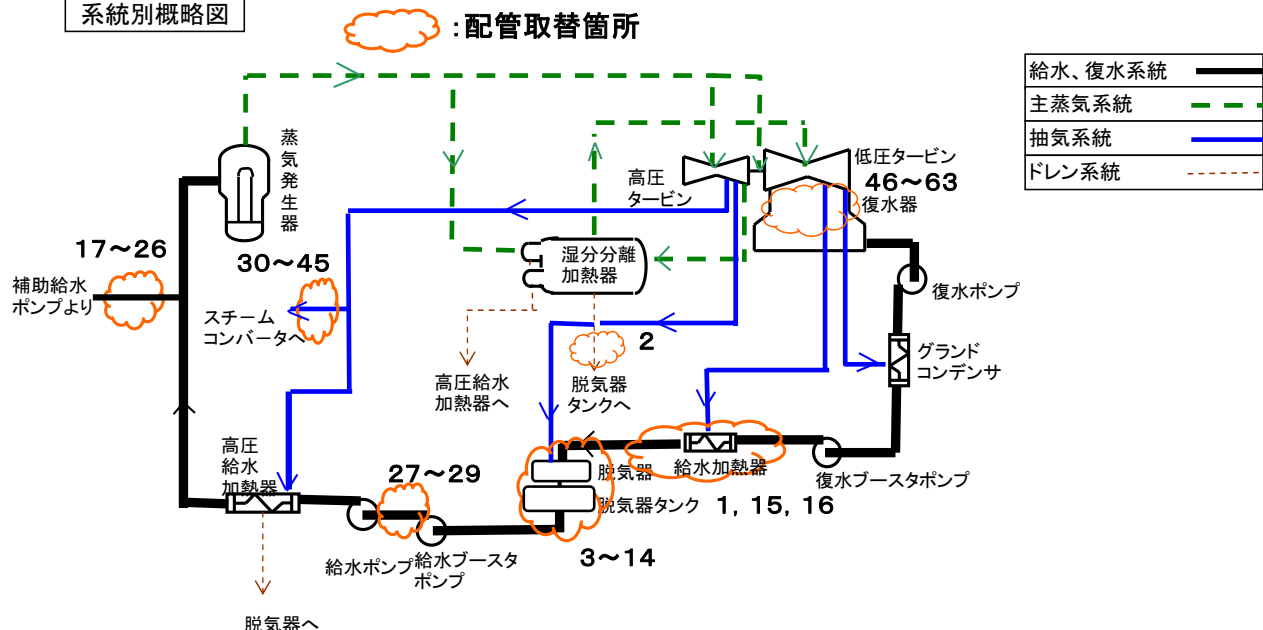 系統別概略図
:配管取替箇所
給水、復水系統
主蒸気系統
抽気系統
ドレン系統
蒸
気
発
生
器
高圧
タービン
低圧タービン
46~63
復水器
17~26
補助給水
ポンプより
30~45
スチーム
コンバータへ
湿分分離
加熱器
2
高圧給水
加熱器へ
脱気器
タンクへ
復水ポンプ
グランド
コンデンサ
高圧
給水
加熱器
27~29
給水ポンプ
給水ブースタ
ポンプ
脱気器
脱気器タンク
3~14
給水加熱器
1, 15, 16
復水ブースタポンプ
脱気器へ